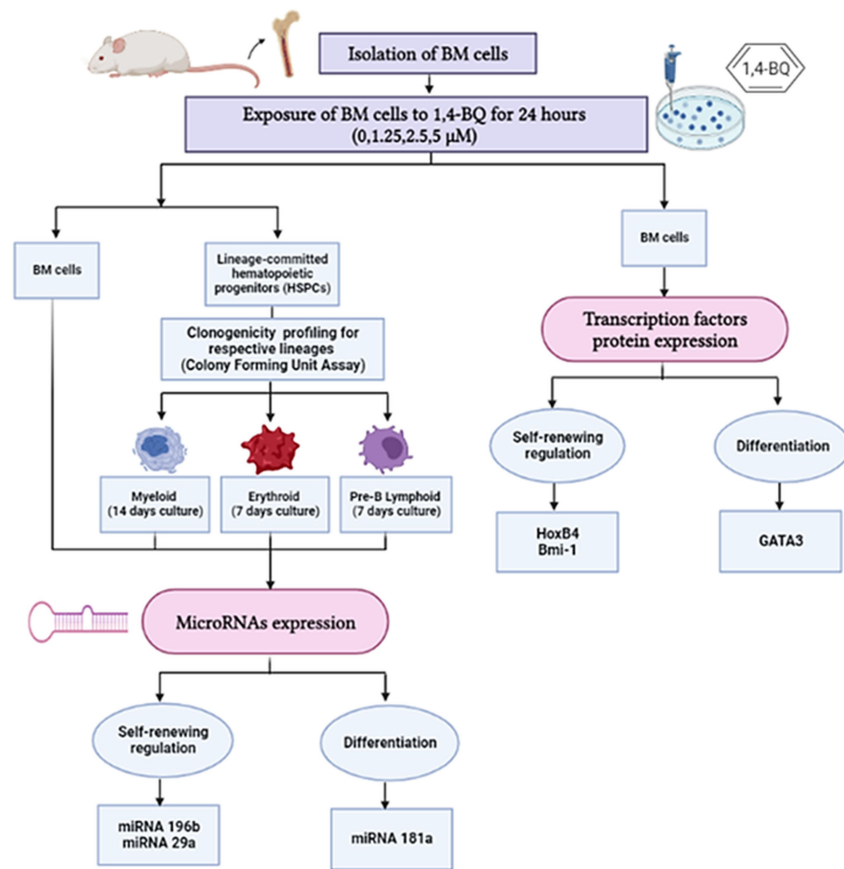 Isolation of BM cells
1,4-BQ
Exposure of BM cells to 1,4-BQ for 24 hours
(0,1.25,2.5,5 µM)
BM cells
Lineage-committed
hematopoietic
progenitors (HSPCs)
BM cells
Clonogenicity profiling for
respective lineages
(Colony Forming Unit Assay)
Transcription factors
protein expression
Self-renewing
regulation
Differentiation
Myeloid
(14 days culture)
Erythroid
(7 days culture)
Pre-B Lymphoid
(7 days culture)
HoxB4
Bmi-1
GATA3
MicroRNAs expression
Self-renewing
regulation
Differentiation
miRNA 196b
miRNA 29a
miRNA 181a